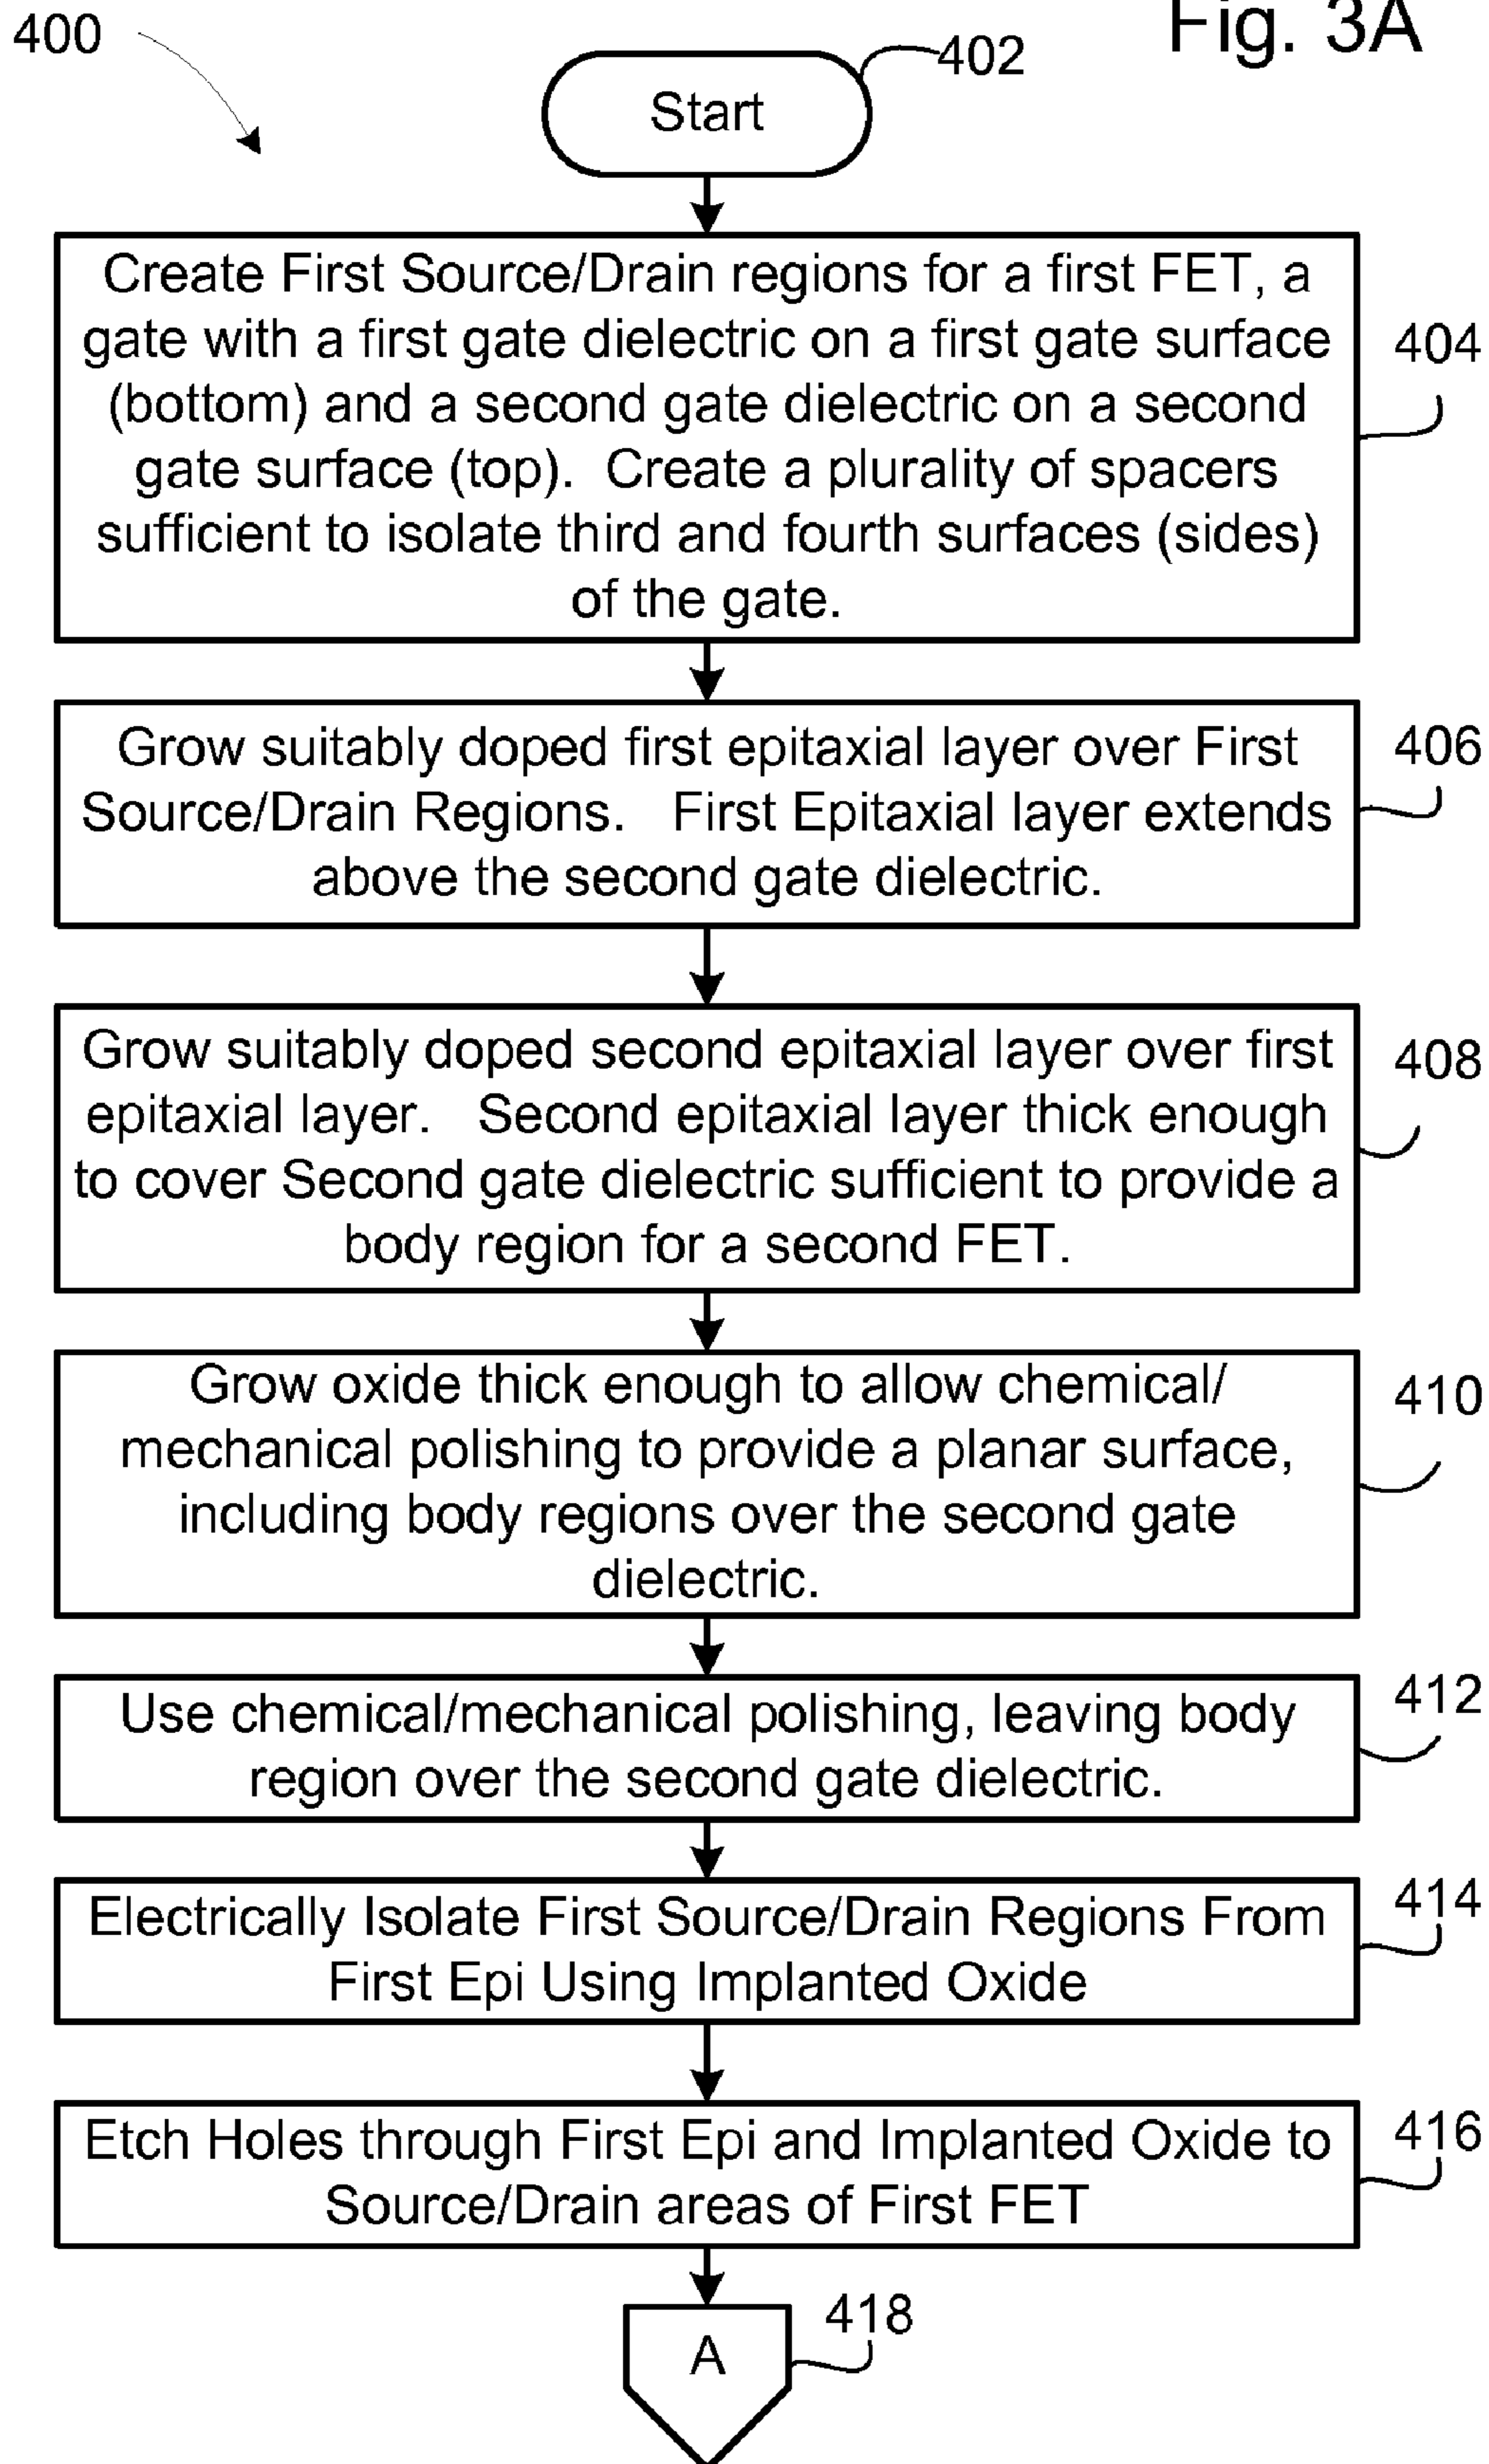 400
Fig. 3A
402
Start
Create First Source/Drain regions for a first FET, a
gate with a first gate dielectric on a first gate surface
(bottom) and a second gate dielectric on a second
gate surface (top). Create a plurality of spacers
sufficient to isolate third and fourth surfaces (sides)
of the gate.
404
Grow suitably doped first epitaxial layer over First
Source/Drain Regions. First Epitaxial layer extends
above the second gate dielectric.
406
Grow suitably doped second epitaxial layer over first
epitaxial layer. Second epitaxial layer thick enough
to cover Second gate dielectric sufficient to provide a
body region for a second FET.
408
Grow oxide thick enough to allow chemical/
mechanical polishing to provide a planar surface,
including body regions over the second gate
dielectric.
410
Use chemical/mechanical polishing, leaving body
region over the second gate dielectric.
412
Electrically Isolate First Source/Drain Regions From
First Epi Using Implanted Oxide
414
Etch Holes through First Epi and Implanted Oxide to
Source/Drain areas of First FET
416
A
418